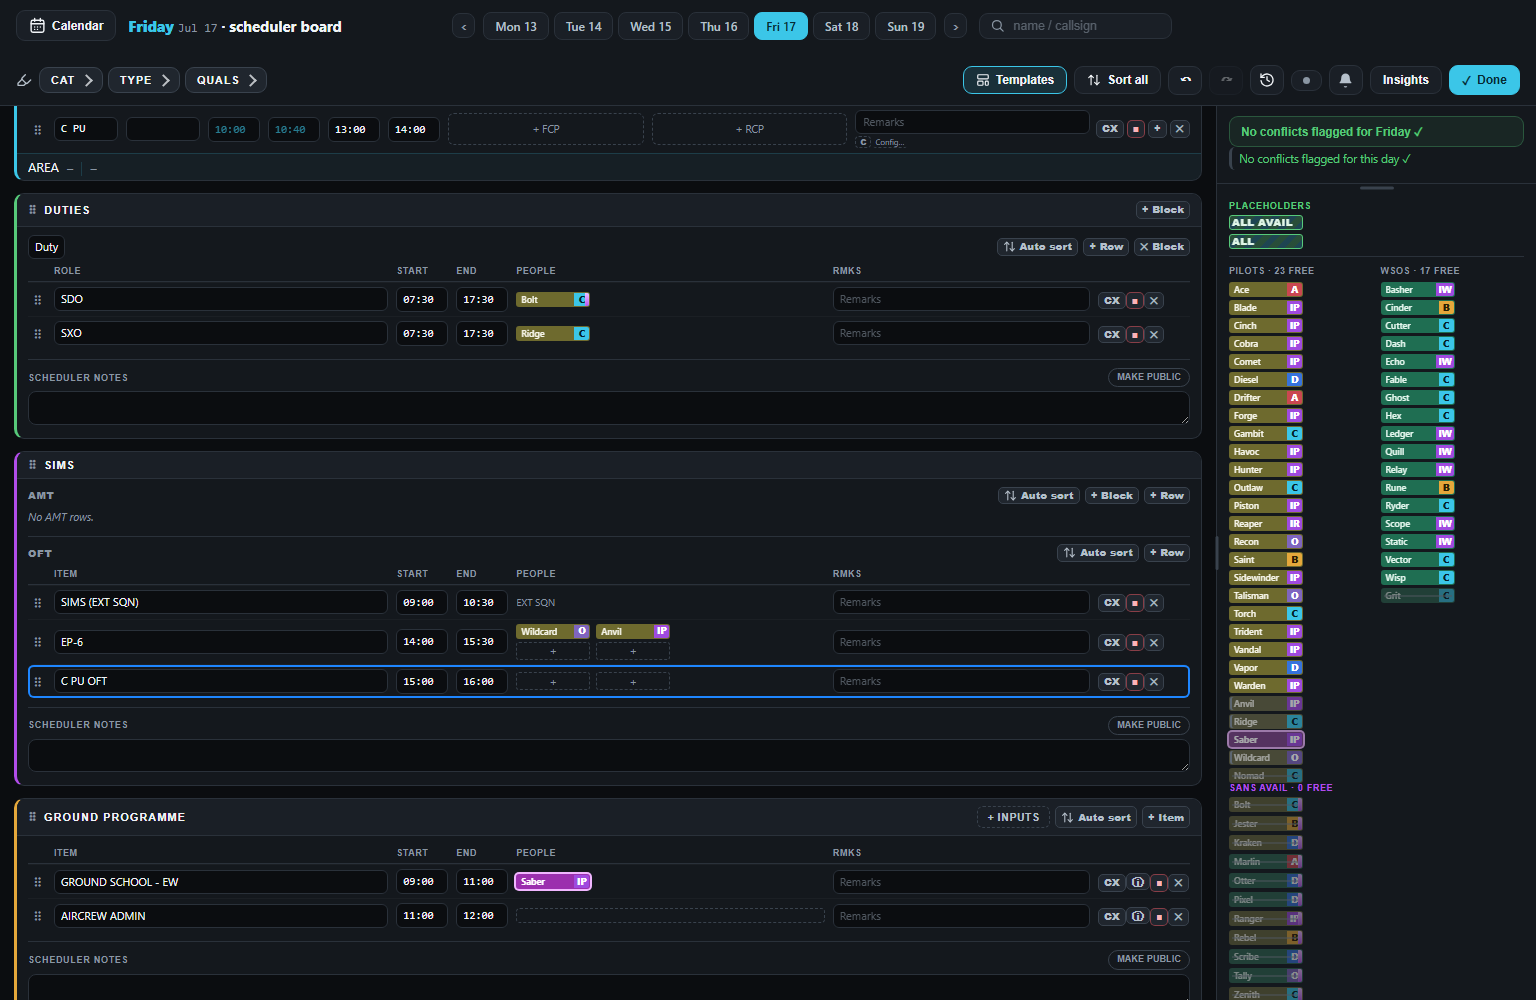 Calendar
Friday Jul 17 · scheduler board
‹ Mon 13 Tue 14 Wed 15 Thu 16 Fri 17 Sat 18 Sun 19 ›
name / callsign
CAT TYPE QUALS
Templates Sort all Insights ✓ Done
C PU 10:00 10:40 13:00 14:00 + FCP + RCP Remarks CX ■ + ✕
C Config...
AREA – | –
DUTIES + Block
Duty Auto sort + Row ✕ Block
ROLE START END PEOPLE RMKS
SDO 07:30 17:30 Bolt C Remarks CX ■ ✕
SXO 07:30 17:30 Ridge C Remarks CX ■ ✕
SCHEDULER NOTES MAKE PUBLIC
SIMS
AMT Auto sort + Block + Row
No AMT rows.
OFT Auto sort + Row
ITEM START END PEOPLE RMKS
SIMS (EXT SQN) 09:00 10:30 EXT SQN Remarks CX ■ ✕
EP-6 14:00 15:30 Wildcard O Anvil IP Remarks CX ■ ✕
+ +
C PU OFT 15:00 16:00 + + Remarks CX ■ ✕
SCHEDULER NOTES MAKE PUBLIC
GROUND PROGRAMME + INPUTS Auto sort + Item
ITEM START END PEOPLE RMKS
GROUND SCHOOL - EW 09:00 11:00 Saber IP Remarks CX ⓘ ■ ✕
AIRCREW ADMIN 11:00 12:00 Remarks CX ⓘ ■ ✕
SCHEDULER NOTES MAKE PUBLIC
No conflicts flagged for Friday ✓
No conflicts flagged for this day ✓
PLACEHOLDERS
ALL AVAIL
ALL
PILOTS · 23 FREE
Ace A
Blade IP
Cinch IP
Cobra IP
Comet IP
Diesel D
Drifter A
Forge IP
Gambit C
Havoc IP
Hunter IP
Outlaw C
Piston IP
Reaper IR
Recon O
Saint B
Sidewinder IP
Talisman O
Torch C
Trident IP
Vandal IP
Vapor D
Warden IP
Anvil IP
Ridge C
Saber IP
Wildcard O
Nomad C
WSOS · 17 FREE
Basher IW
Cinder B
Cutter C
Dash C
Echo IW
Fable C
Ghost C
Hex C
Ledger IW
Quill IW
Relay IW
Rune B
Ryder C
Scope IW
Static IW
Vector C
Wisp C
Grit C
SANS AVAIL · 0 FREE
Bolt C
Jester B
Kraken D
Marlin A
Otter D
Pixel D
Ranger IP
Rebel B
Scribe D
Tally O
Zenith C